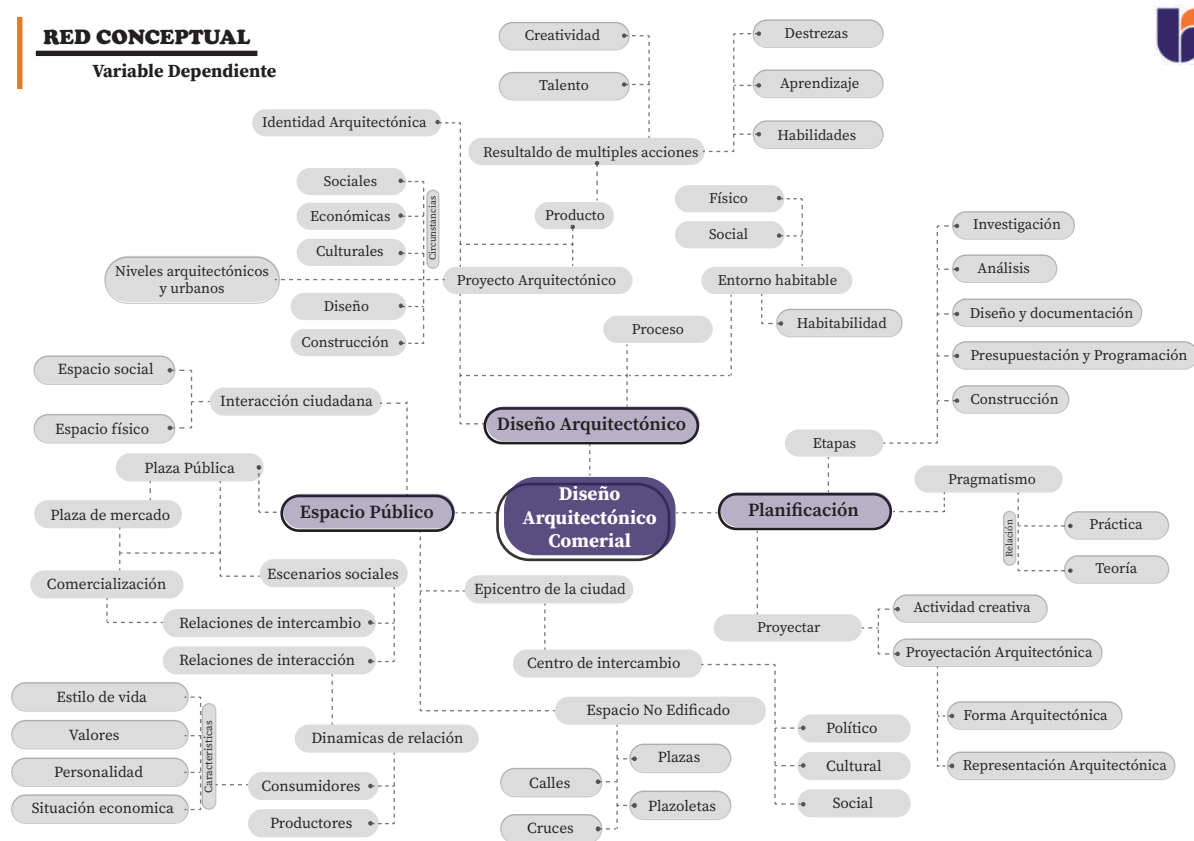 RED CONCEPTUAL
Variable Dependiente
Creatividad
Talento
Destrezas
Aprendizaje
Habilidades
Identidad Arquitectónica
Resultaldo de multiples acciones
Sociales
Económicas
Culturales
Circunstancias
Diseño
Construcción
Producto
Niveles arquitectónicos
y urbanos
Proyecto Arquitectónico
Físico
Social
Entorno habitable
Habitabilidad
Proceso
Investigación
Análisis
Diseño y documentación
Presupuestación y Programación
Construcción
Etapas
Espacio social
Espacio físico
Interacción ciudadana
Diseño Arquitectónico
Plaza Pública
Plaza de mercado
Comercialización
Escenarios sociales
Relaciones de intercambio
Relaciones de interacción
Espacio Público
Diseño
Arquitectónico
Comerial
Planificación
Pragmatismo
Relación
Práctica
Teoría
Epicentro de la ciudad
Centro de intercambio
Proyectar
Actividad creativa
Proyectación Arquitectónica
Forma Arquitectónica
Representación Arquitectónica
Estilo de vida
Valores
Personalidad
Situación economica
Características
Dinamicas de relación
Consumidores
Productores
Espacio No Edificado
Plazas
Calles
Plazoletas
Cruces
Político
Cultural
Social